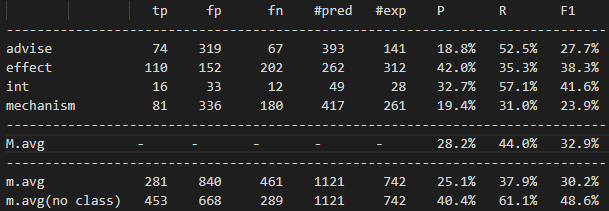 tp fp fn #pred #exp P R F1
------------------------------------------------------------------------------
advise 74 319 67 393 141 18.8% 52.5% 27.7%
effect 110 152 202 262 312 42.0% 35.3% 38.3%
int 16 33 12 49 28 32.7% 57.1% 41.6%
mechanism 81 336 180 417 261 19.4% 31.0% 23.9%
------------------------------------------------------------------------------
M.avg - - - - - 28.2% 44.0% 32.9%
------------------------------------------------------------------------------
m.avg 281 840 461 1121 742 25.1% 37.9% 30.2%
m.avg(no class) 453 668 289 1121 742 40.4% 61.1% 48.6%